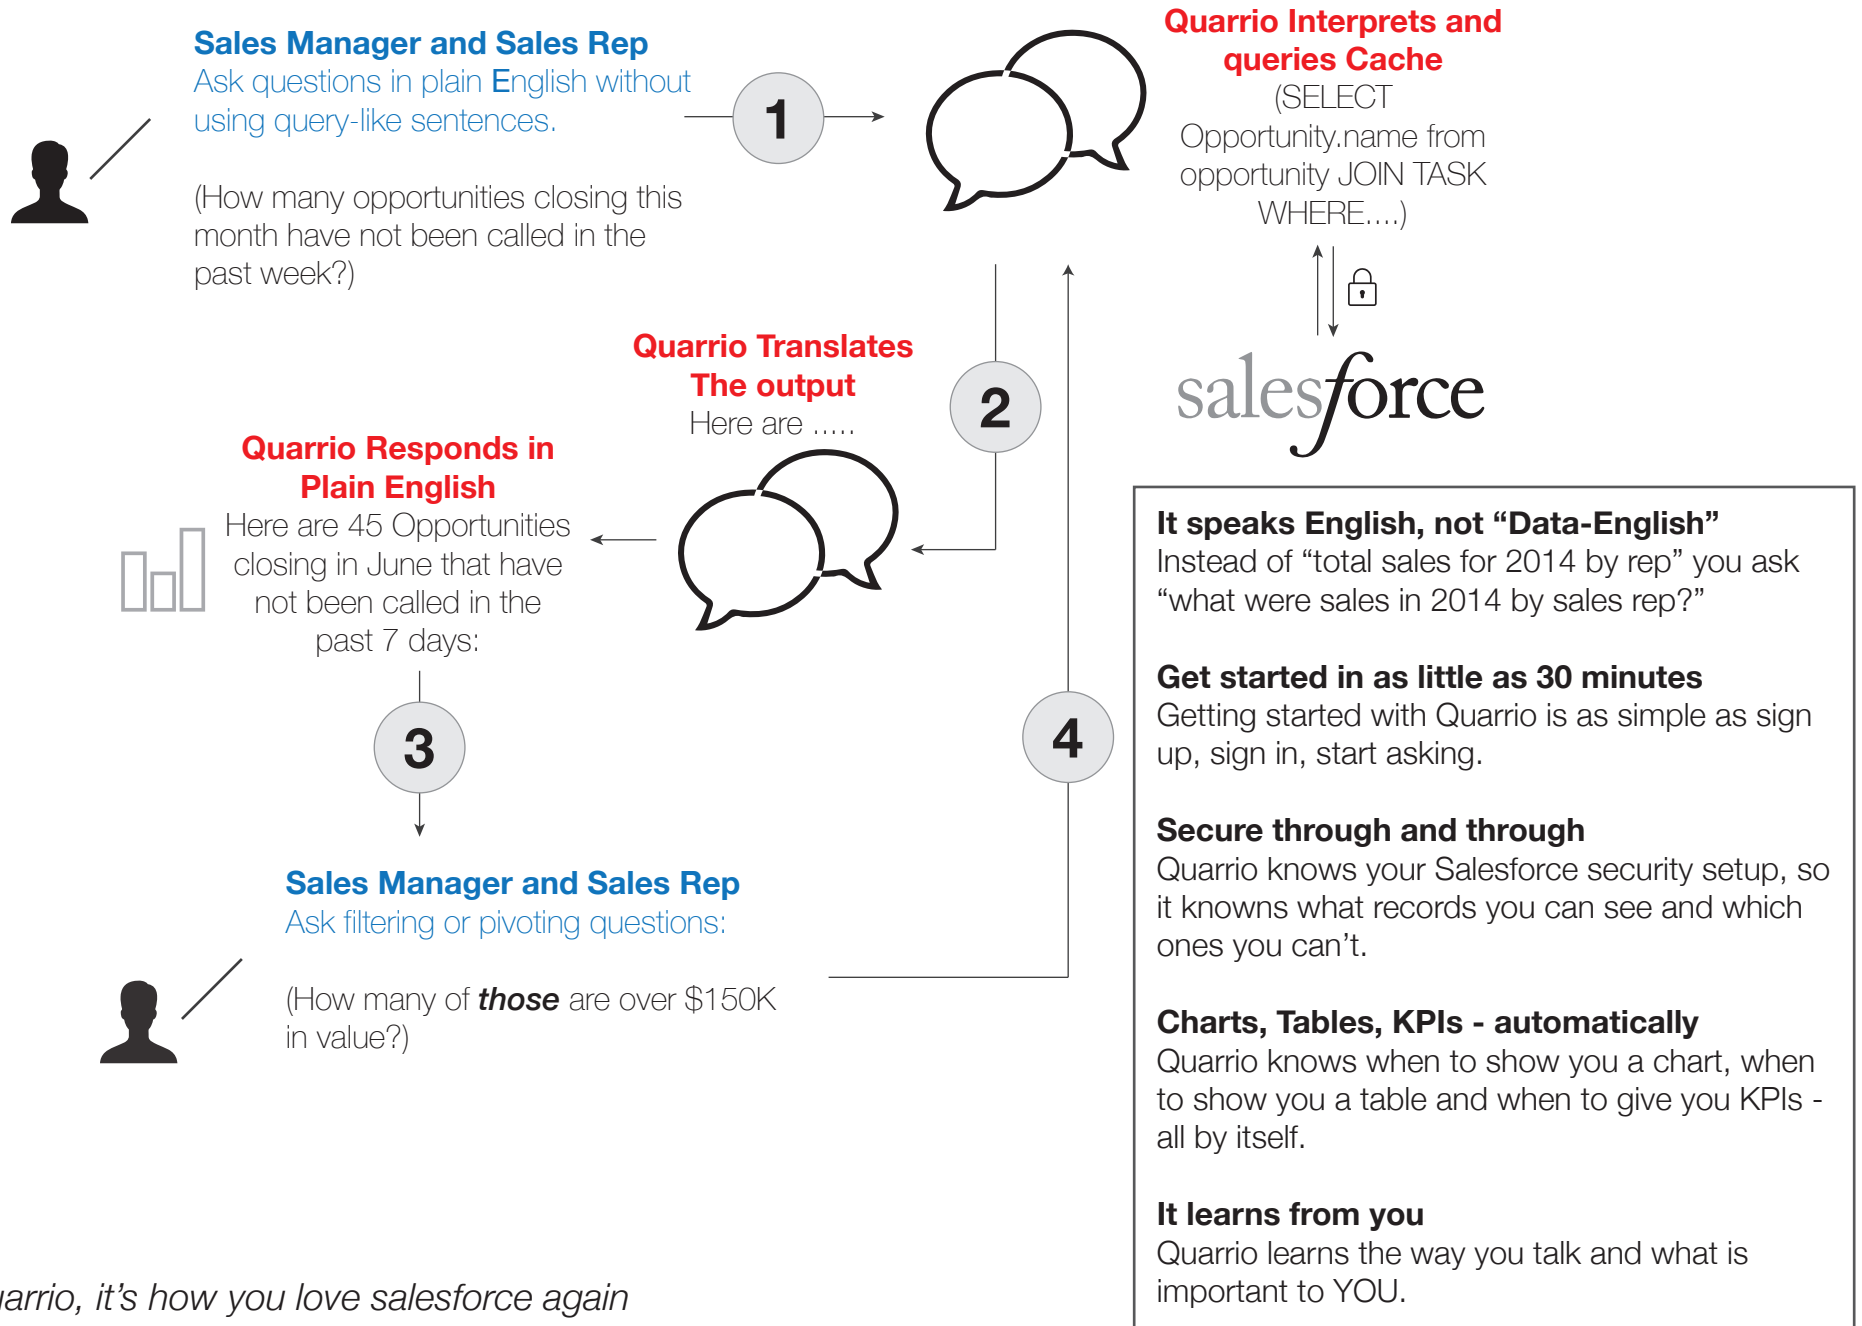 Sales Manager and Sales Rep
Ask questions in plain English without
using query-like sentences.
(How many opportunities closing this
month have not been called in the
past week?)
1
Quarrio Interprets and
queries Cache
(SELECT
Opportunity.name from
opportunity JOIN TASK
WHERE....)
salesforce
Quarrio Translates
The output
Here are .....
2
Quarrio Responds in
Plain English
Here are 45 Opportunities
closing in June that have
not been called in the
past 7 days:
3
4
Sales Manager and Sales Rep
Ask filtering or pivoting questions:
(How many of those are over $150K
in value?)
It speaks English, not “Data-English”
Instead of “total sales for 2014 by rep” you ask
“what were sales in 2014 by sales rep?”
Get started in as little as 30 minutes
Getting started with Quarrio is as simple as sign
up, sign in, start asking.
Secure through and through
Quarrio knows your Salesforce security setup, so
it knowns what records you can see and which
ones you can’t.
Charts, Tables, KPIs - automatically
Quarrio knows when to show you a chart, when
to show you a table and when to give you KPIs -
all by itself.
It learns from you
Quarrio learns the way you talk and what is
important to YOU.
uarrio, it’s how you love salesforce again